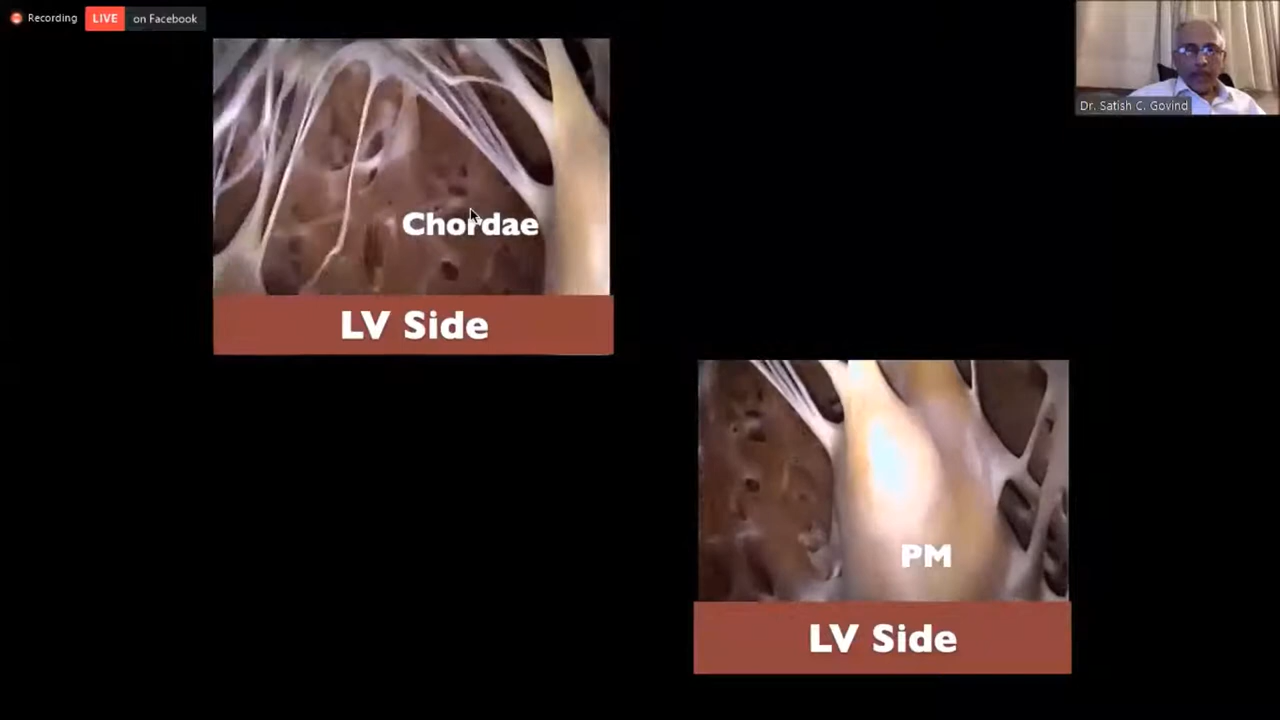 Recording
LIVE on Facebook
Dr. Satish C. Govind
Chordae
LV Side
PM
LV Side